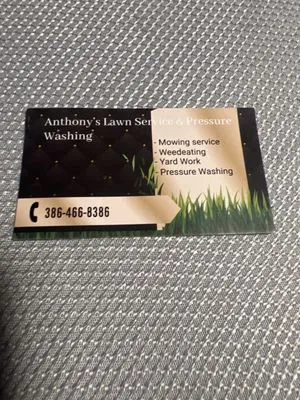 Anthony's Lawn Service & Pressure
Washing
- Mowing service
- Weedeating
- Yard Work
- Pressure Washing
386-466-8386